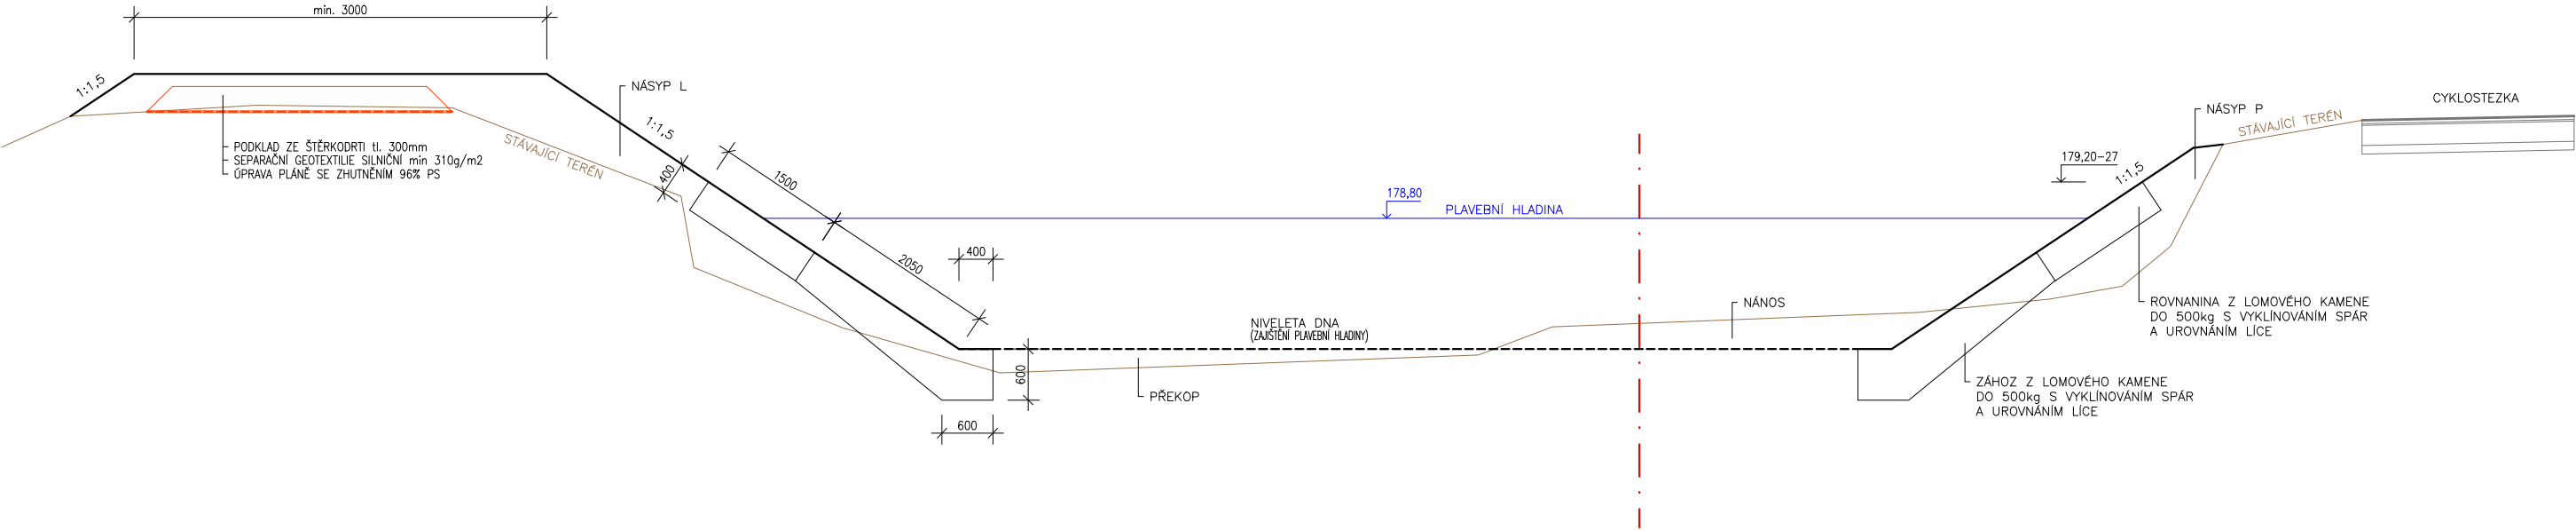 min. 3000
1:1,5
NÁSYP L
PODKLAD ZE ŠTĚRKODRTI tl. 300mm
SEPARAČNÍ GEOTEXTILIE SILNIČNÍ min 310g/m2
ÚPRAVA PLÁNĚ SE ZHUTNĚNÍM 96% PS
STÁVAJÍCÍ TERÉN
1:1,5
400
1500
2050
400
600
600
178,80
PLAVEBNÍ HLADINA
NIVELETA DNA
(ZAJIŠTĚNÍ PLAVEBNÍ HLADINY)
PŘEKOP
NÁNOS
179,20-27
1:1,5
NÁSYP P
STÁVAJÍCÍ TERÉN
CYKLOSTEZKA
ROVNANINA Z LOMOVÉHO KAMENE
DO 500kg S VYKLÍNOVÁNÍM SPÁR
A UROVNÁNÍM LÍCE
ZÁHOZ Z LOMOVÉHO KAMENE
DO 500kg S VYKLÍNOVÁNÍM SPÁR
A UROVNÁNÍM LÍCE